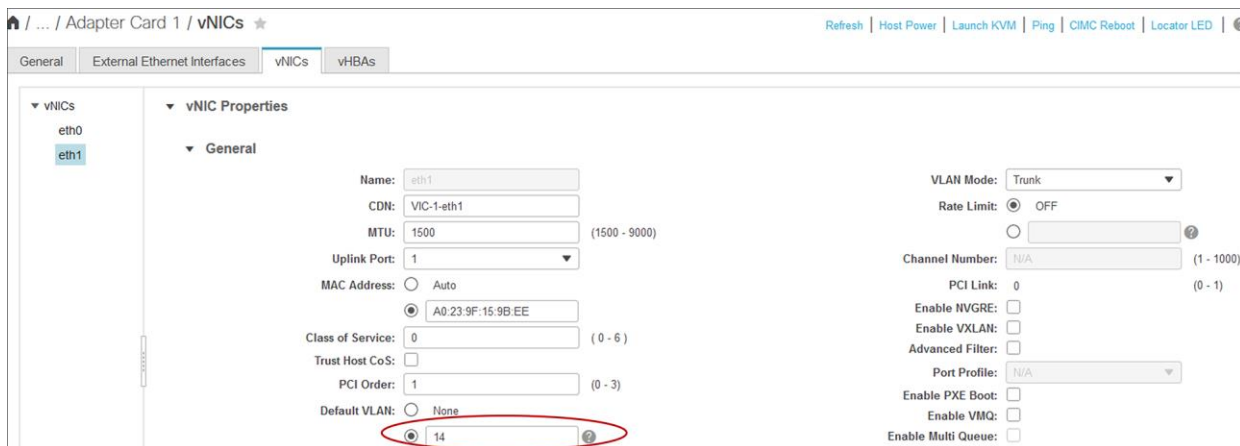 / ... / Adapter Card 1 / vNICs
Refresh | Host Power | Launch KVM | Ping | CIMC Reboot | Locator LED |
General External Ethernet Interfaces vNICs vHBAs
vNICs
eth0
eth1
vNIC Properties
General
Name: eth1
CDN: VIC-1-eth1
MTU: 1500 (1500 - 9000)
Uplink Port: 1
MAC Address: Auto
A0:23:9F:15:9B:EE
Class of Service: 0 ( 0 - 6 )
Trust Host CoS:
PCI Order: 1 (0 - 3)
Default VLAN: None
14 ?
VLAN Mode: Trunk
Rate Limit: OFF
?
Channel Number: N/A (1 - 1000)
PCI Link: 0 (0 - 1)
Enable NVGRE:
Enable VXLAN:
Advanced Filter:
Port Profile: N/A
Enable PXE Boot:
Enable VMQ:
Enable Multi Queue: